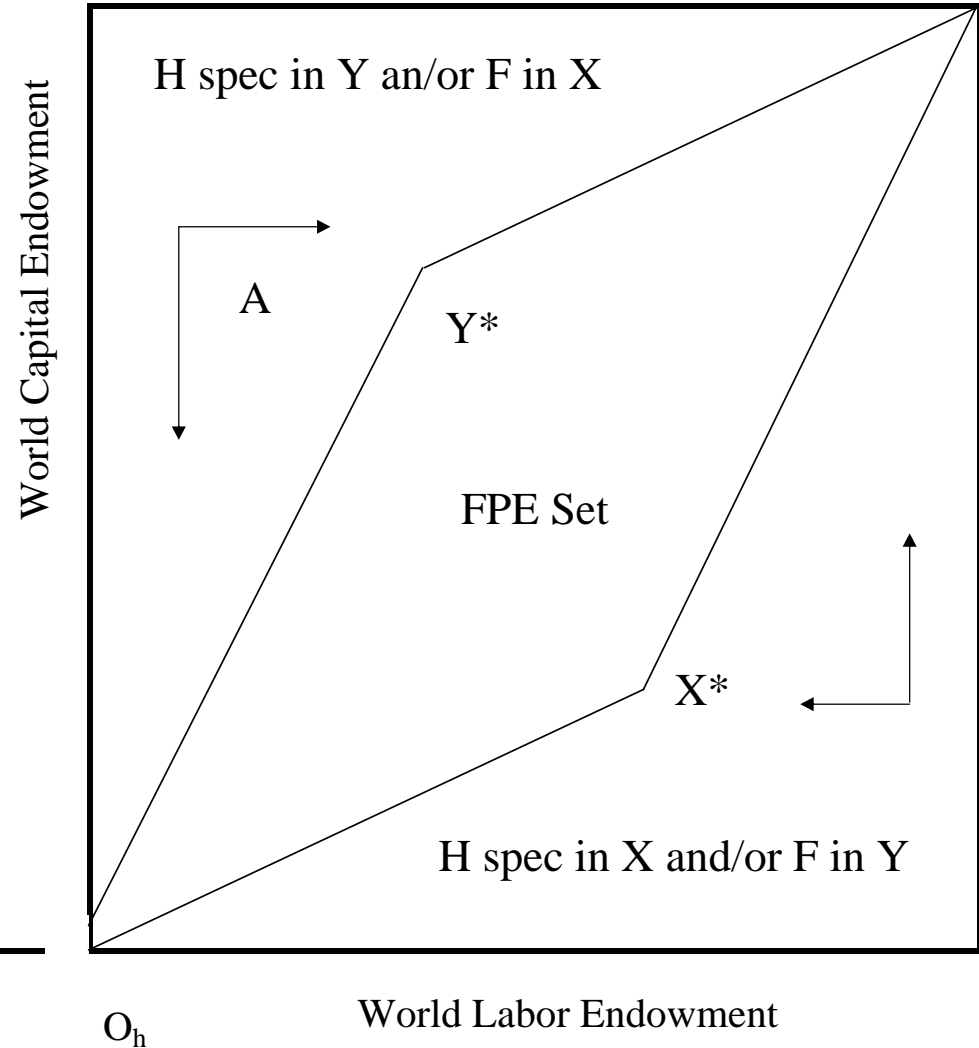 H spec in Y an/or F in X
World Capital Endowment
A
Y*
FPE Set
X*
H spec in X and/or F in Y
World Labor Endowment
Oₕ